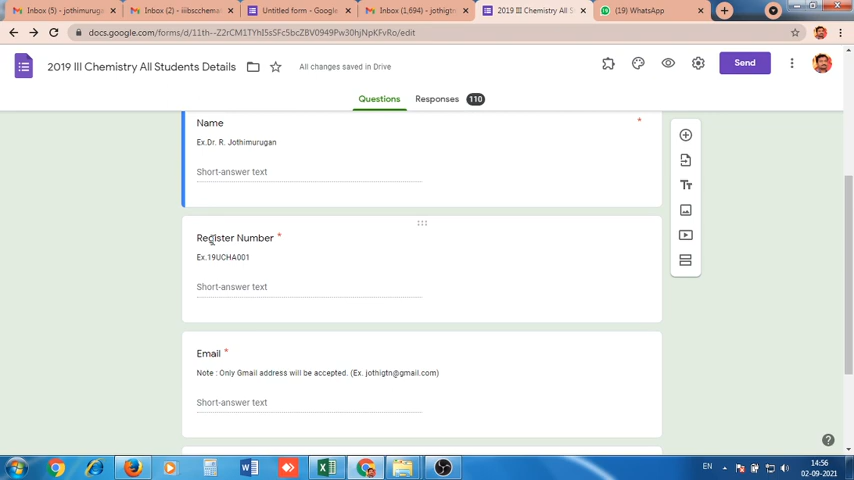 Inbox (5) - jothimuruga
Inbox (2) - iiibscchema
Untitled form - Google
Inbox (1,694) - jothigtn
2019 III Chemistry All S
(19) WhatsApp
docs.google.com/forms/d/11th--Z2rCM1TYhI5sSFc5bcZBV0949Pw30hjNpKFvRo/edit
2019 III Chemistry All Students Details
All changes saved in Drive
Send
Questions
Responses
110
Name
*
Ex.Dr. R. Jothimurugan
Short-answer text
Register Number *
Ex.19UCHA001
Short-answer text
Email *
Note : Only Gmail address will be accepted. (Ex. jothigtn@gmail.com)
Short-answer text
EN
14:56
02-09-2021